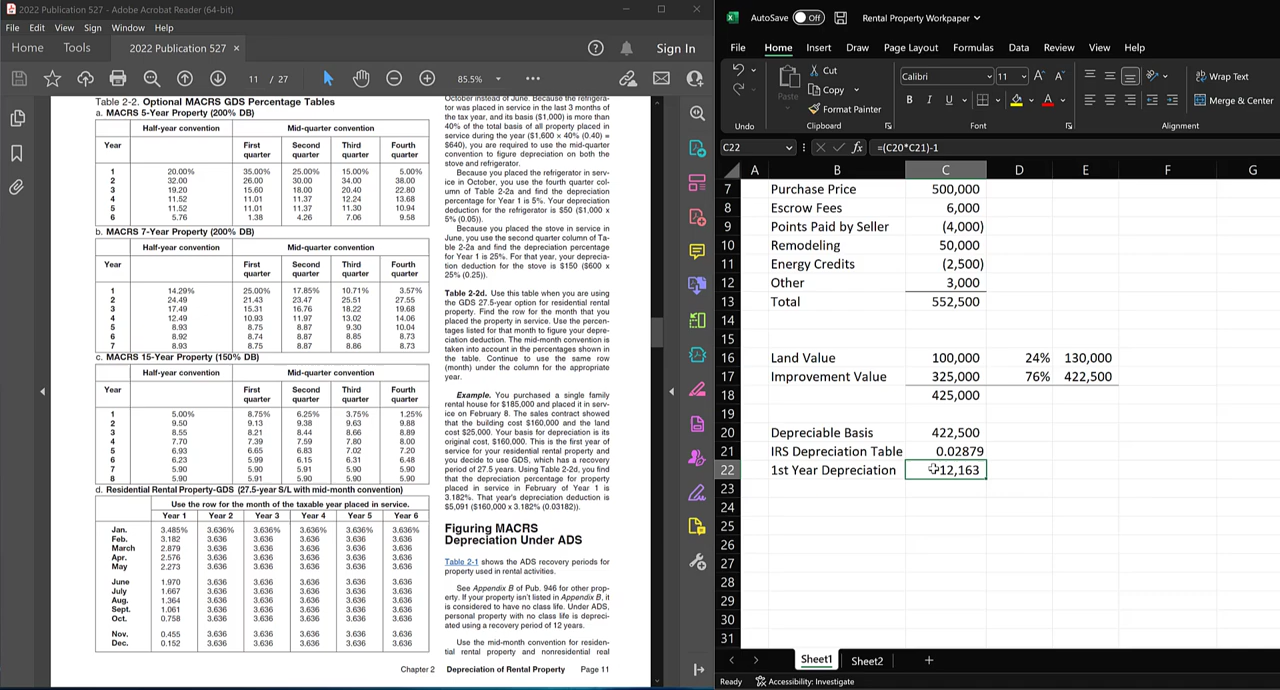 2022 Publication 527 - Adobe Acrobat Reader (64-bit)
File Edit View Sign Window Help
Home Tools 2022 Publication 527 × Sign In
11 / 27 85.5%
Table 2-2. Optional MACRS GDS Percentage Tables
a. MACRS 5-Year Property (200% DB)
Half-year convention Mid-quarter convention
Year First quarter Second quarter Third quarter Fourth quarter
1 20.00% 35.00% 25.00% 15.00% 5.00%
2 32.00 26.00 30.00 34.00 38.00
3 19.20 15.60 18.00 20.40 22.80
4 11.52 11.01 11.37 12.24 13.68
5 11.52 11.01 11.37 11.30 10.94
6 5.76 1.38 4.26 7.06 9.58
b. MACRS 7-Year Property (200% DB)
Half-year convention Mid-quarter convention
Year First quarter Second quarter Third quarter Fourth quarter
1 14.29% 25.00% 17.85% 10.71% 3.57%
2 24.49 21.43 23.47 25.51 27.55
3 17.49 15.31 16.76 18.22 19.68
4 12.49 10.93 11.97 13.02 14.06
5 8.93 8.75 8.87 9.30 10.04
6 8.92 8.74 8.87 8.85 8.73
7 8.93 8.75 8.87 8.86 8.73
c. MACRS 15-Year Property (150% DB)
Half-year convention Mid-quarter convention
Year First quarter Second quarter Third quarter Fourth quarter
1 5.00% 8.75% 6.25% 3.75% 1.25%
2 9.50 9.13 9.38 9.63 9.88
3 8.55 8.21 8.44 8.66 8.89
4 7.70 7.39 7.59 7.80 8.00
5 6.93 6.65 6.83 7.02 7.20
6 6.23 5.99 6.15 6.31 6.48
7 5.90 5.90 5.91 5.90 5.90
8 5.90 5.91 5.90 5.90 5.90
d. Residential Rental Property-GDS (27.5-year S/L with mid-month convention)
Use the row for the month of the taxable year placed in service.
Year 1 Year 2 Year 3 Year 4 Year 5 Year 6
Jan. 3.485% 3.636% 3.636% 3.636% 3.636% 3.636%
Feb. 3.182 3.636 3.636 3.636 3.636 3.636
March 2.879 3.636 3.636 3.636 3.636 3.636
Apr. 2.576 3.636 3.636 3.636 3.636 3.636
May 2.273 3.636 3.636 3.636 3.636 3.636
June 1.970 3.636 3.636 3.636 3.636 3.636
July 1.667 3.636 3.636 3.636 3.636 3.636
Aug. 1.364 3.636 3.636 3.636 3.636 3.636
Sept. 1.061 3.636 3.636 3.636 3.636 3.636
Oct. 0.758 3.636 3.636 3.636 3.636 3.636
Nov. 0.455 3.636 3.636 3.636 3.636 3.636
Dec. 0.152 3.636 3.636 3.636 3.636 3.636
October instead of June. Because the refrigera-
tor was placed in service in the last 3 months of
the tax year, and its basis ($1,000) is more than
40% of the total basis of all property placed in
service during the year ($1,600 × 40% (0.40) =
$640), you are required to use the mid-quarter
convention to figure depreciation on both the
stove and refrigerator.
Because you placed the refrigerator in serv-
ice in October, you use the fourth quarter col-
umn of Table 2-2a and find the depreciation
percentage for Year 1 is 5%. Your depreciation
deduction for the refrigerator is $50 ($1,000 x
5% (0.05)).
Because you placed the stove in service in
June, you use the second quarter column of Ta-
ble 2-2a and find the depreciation percentage
for Year 1 is 25%. For that year, your deprecia-
tion deduction for the stove is $150 ($600 x
25% (0.25)).
Table 2-2d. Use this table when you are using
the GDS 27.5-year option for residential rental
property. Find the row for the month that you
placed the property in service. Use the percen-
tages listed for that month to figure your depre-
ciation deduction. The mid-month convention is
taken into account in the percentages shown in
the table. Continue to use the same row
(month) under the column for the appropriate
year.
Example. You purchased a single family
rental house for $185,000 and placed it in serv-
ice on February 8. The sales contract showed
that the building cost $160,000 and the land
cost $25,000. Your basis for depreciation is its
original cost, $160,000. This is the first year of
service for your residential rental property and
you decide to use GDS, which has a recovery
period of 27.5 years. Using Table 2-2d, you find
that the depreciation percentage for property
placed in service in February of Year 1 is
3.182%. That year's depreciation deduction is
$5,091 ($160,000 x 3.182% (0.03182)).
Figuring MACRS
Depreciation Under ADS
Table 2-1 shows the ADS recovery periods for
property used in rental activities.
See Appendix B of Pub. 946 for other prop-
erty. If your property isn't listed in Appendix B, it
is considered to have no class life. Under ADS,
personal property with no class life is depreci-
ated using a recovery period of 12 years.
Use the mid-month convention for residen-
tial rental property and nonresidential real
Chapter 2 Depreciation of Rental Property Page 11
AutoSave Off Rental Property Workpaper
File Home Insert Draw Page Layout Formulas Data Review View Help
Paste Cut Copy Format Painter Calibri 11 A A B I U A ab Wrap Text Merge & Center
Undo Clipboard Font Alignment
C22 fx =(C20*C21)-1
A B C D E F G
7 Purchase Price 500,000
8 Escrow Fees 6,000
9 Points Paid by Seller (4,000)
10 Remodeling 50,000
11 Energy Credits (2,500)
12 Other 3,000
13 Total 552,500
14
15
16 Land Value 100,000 24% 130,000
17 Improvement Value 325,000 76% 422,500
18 425,000
19
20 Depreciable Basis 422,500
21 IRS Depreciation Table 0.02879
22 1st Year Depreciation 12,163
23
24
25
26
27
28
29
30
31
Sheet1 Sheet2 +
Ready Accessibility: Investigate